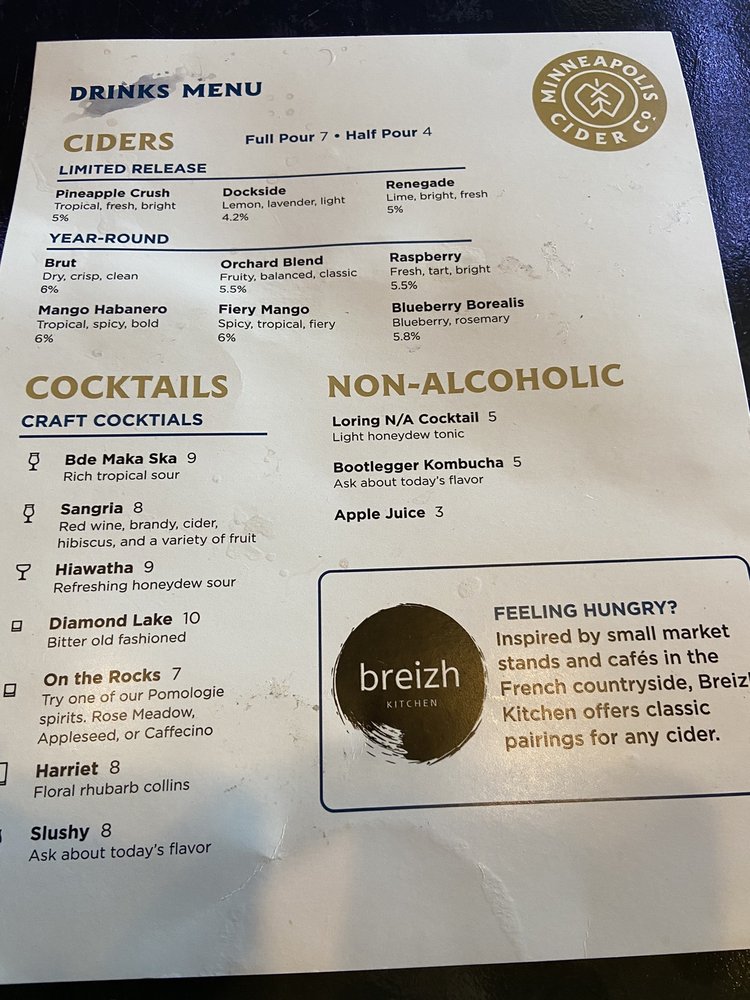 DRINKS MENU
MINNEAPOLIS CIDER Cº
CIDERS
Full Pour 7 • Half Pour 4
LIMITED RELEASE
Pineapple Crush
Tropical, fresh, bright
5%
Dockside
Lemon, lavender, light
4.2%
Renegade
Lime, bright, fresh
5%
YEAR-ROUND
Brut
Dry, crisp, clean
6%
Orchard Blend
Fruity, balanced, classic
5.5%
Raspberry
Fresh, tart, bright
5.5%
Mango Habanero
Tropical, spicy, bold
6%
Fiery Mango
Spicy, tropical, fiery
6%
Blueberry Borealis
Blueberry, rosemary
5.8%
COCKTAILS
CRAFT COCKTIALS
Bde Maka Ska 9
Rich tropical sour
Sangria 8
Red wine, brandy, cider,
hibiscus, and a variety of fruit
Hiawatha 9
Refreshing honeydew sour
Diamond Lake 10
Bitter old fashioned
On the Rocks 7
Try one of our Pomologie
spirits. Rose Meadow,
Appleseed, or Caffecino
Harriet 8
Floral rhubarb collins
Slushy 8
Ask about today's flavor
NON-ALCOHOLIC
Loring N/A Cocktail 5
Light honeydew tonic
Bootlegger Kombucha 5
Ask about today's flavor
Apple Juice 3
breizh
KITCHEN
FEELING HUNGRY?
Inspired by small market
stands and cafés in the
French countryside, Breizh
Kitchen offers classic
pairings for any cider.